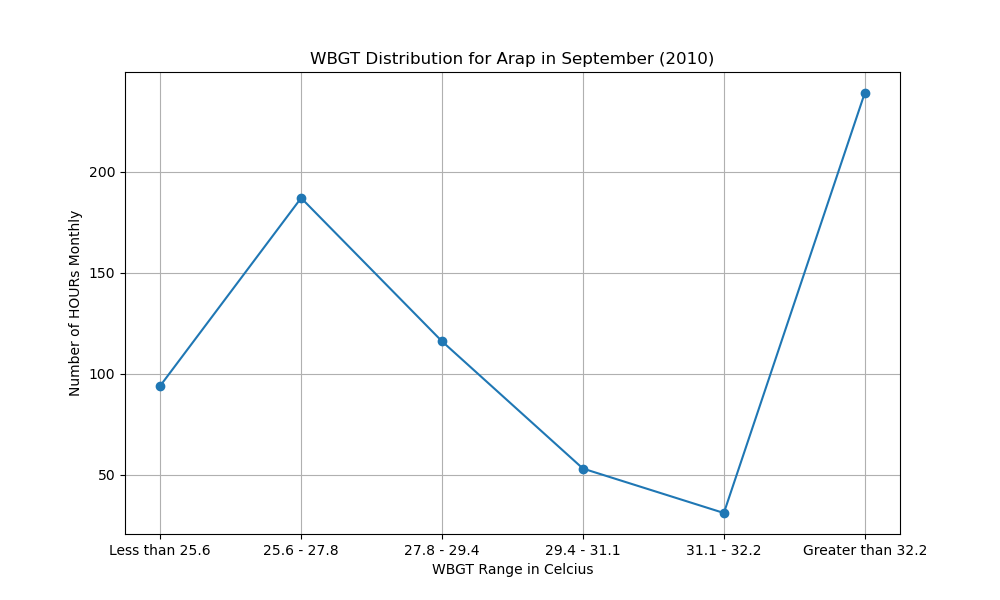 WBGT Distribution for Arap in September (2010)
Number of HOURs Monthly
200
150
100
50
Less than 25.6
25.6 - 27.8
27.8 - 29.4
29.4 - 31.1
31.1 - 32.2
Greater than 32.2
WBGT Range in Celcius